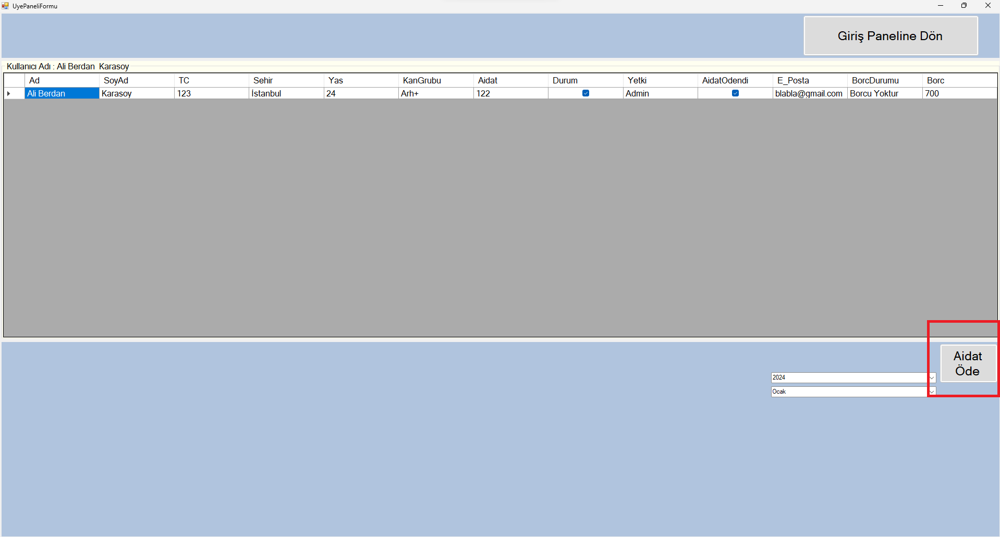 UyePaneliFormu
Giriş Paneline Dön
Kullanıcı Adı : Ali Berdan  Karasoy
Ad SoyAd TC Sehir Yas KanGrubu Aidat Durum Yetki AidatOdendi E_Posta BorcDurumu Borc
Ali Berdan Karasoy 123 İstanbul 24 Arh+ 122 Admin blabla@gmail.com Borcu Yoktur 700
Aidat
Öde
2024
Ocak